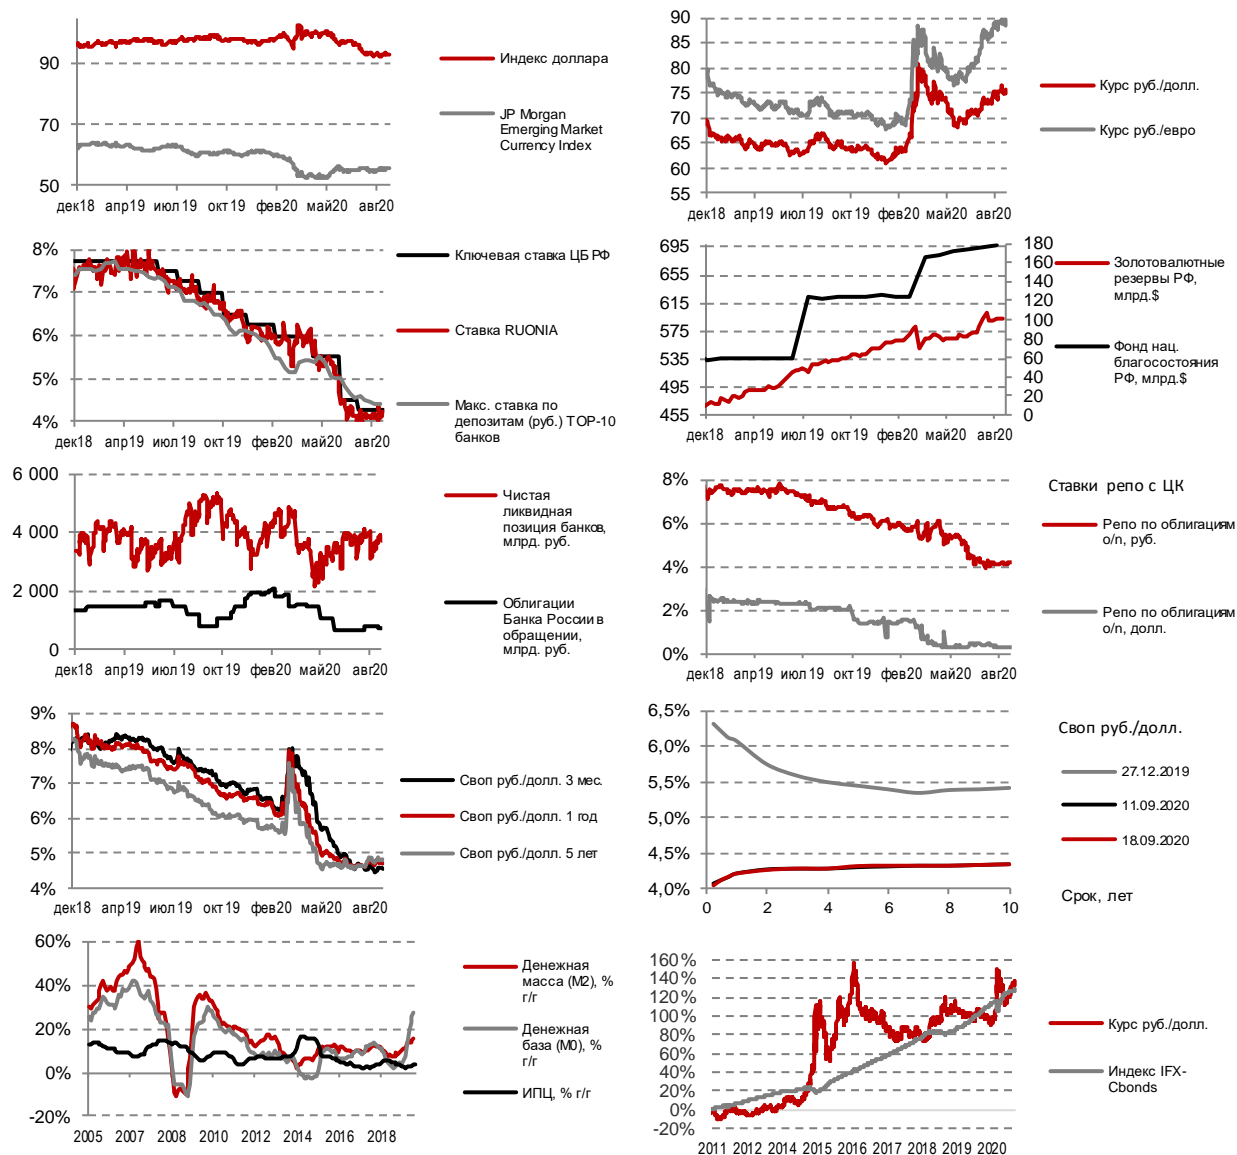 90
70
50
дек18 апр19 июл19 окт19 фев20 май20 авг20
Индекс доллара
JP Morgan
Emerging Market
Currency Index
90
85
80
75
70
65
60
55
дек18 апр19 июл19 окт19 фев20 май20 авг20
Курс руб./долл.
Курс руб./евро
8%
7%
6%
5%
4%
дек18 апр19 июл19 окт19 фев20 май20 авг20
Ключевая ставка ЦБ РФ
Ставка RUONIA
Макс. ставка по
депозитам (руб.) TOP-10
банков
695
655
615
575
535
495
455
180
160
140
120
100
80
60
40
20
0
дек18 апр19 июл19 окт19 фев20 май20 авг20
Золотовалютные
резервы РФ,
млрд.$
Фонд нац.
благосостояния
РФ, млрд.$
6 000
4 000
2 000
0
дек18 апр19 июл19 окт19 фев20 май20 авг20
Чистая
ликвидная
позиция банков,
млрд. руб.
Облигации
Банка России в
обращении,
млрд. руб.
8%
6%
4%
2%
0%
дек18 апр19 июл19 окт19 фев20 май20 авг20
Ставки репо с ЦК
Репо по облигациям
o/n, руб.
Репо по облигациям
o/n, долл.
9%
8%
7%
6%
5%
4%
дек18 апр19 июл19 окт19 фев20 май20 авг20
Своп руб./долл. 3 мес.
Своп руб./долл. 1 год
Своп руб./долл. 5 лет
6,5%
6,0%
5,5%
5,0%
4,5%
4,0%
0 2 4 6 8 10
Своп руб./долл.
27.12.2019
11.09.2020
18.09.2020
Срок, лет
60%
40%
20%
0%
-20%
2005 2007 2008 2010 2012 2014 2016 2018
Денежная
масса (М2), %
г/г
Денежная
база (М0), %
г/г
ИПЦ, % г/г
160%
140%
120%
100%
80%
60%
40%
20%
0%
-20%
2011 2012 2014 2015 2016 2018 2019 2020
Курс руб./долл.
Индекс IFX-
Cbonds